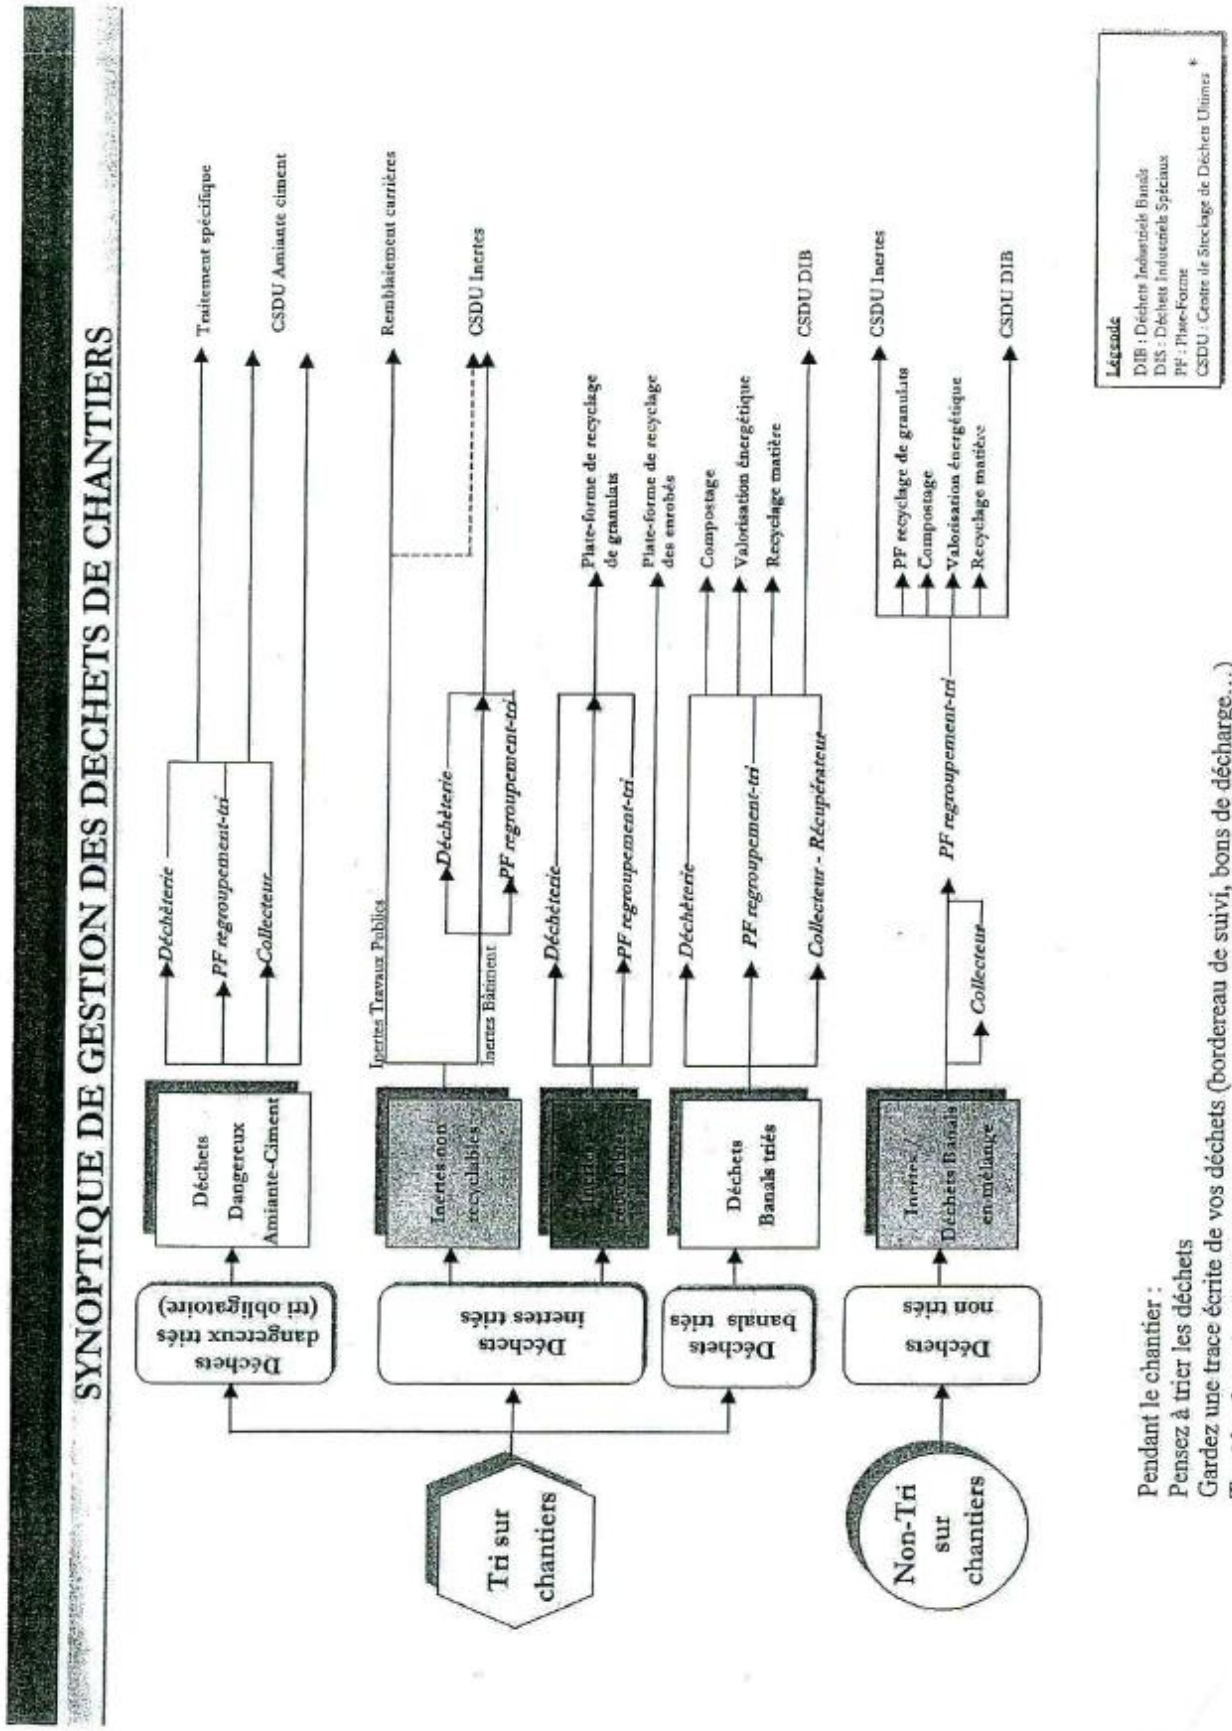 SYNOPTIQUE DE GESTION DES DECHETS DE CHANTIERS
Tri sur
chantiers
Déchets
dangereux triés
(tri obligatoire)
Déchets
Dangereux
Amiante-Ciment
Déchèterie
PF regroupement-tri
Collecteur
Traitement spécifique
CSDU Amiante ciment
Déchets
inertes triés
Inertes non
recyclables
Inertes Travaux Publics
Inertes Bâtiment
Déchèterie
PF regroupement-tri
Remblaiement carrières
CSDU Inertes
Inertes
recyclables
Déchèterie
PF regroupement-tri
Plate-forme de recyclage
de granulats
Plate-forme de recyclage
des enrobés
Déchets
banals triés
Déchets
Banals triés
Déchèterie
PF regroupement-tri
Collecteur - Récupérateur
Compostage
Valorisation énergétique
Recyclage matière
CSDU DIB
Non-Tri
sur
chantiers
Déchets
non triés
Inertes /
Déchets Banals
en mélange
Collecteur
PF regroupement-tri
CSDU Inertes
PF recyclage de granulats
Compostage
Valorisation énergétique
Recyclage matière
CSDU DIB
Légende
DIB : Déchets Industriels Banals
DIS : Déchets Industriels Spéciaux
PF : Plate-Forme
CSDU : Centre de Stockage de Déchets Ultimes *
Pendant le chantier :
Pensez à trier les déchets
Gardez une trace écrite de vos déchets (bordereau de suivi, bons de décharge...)